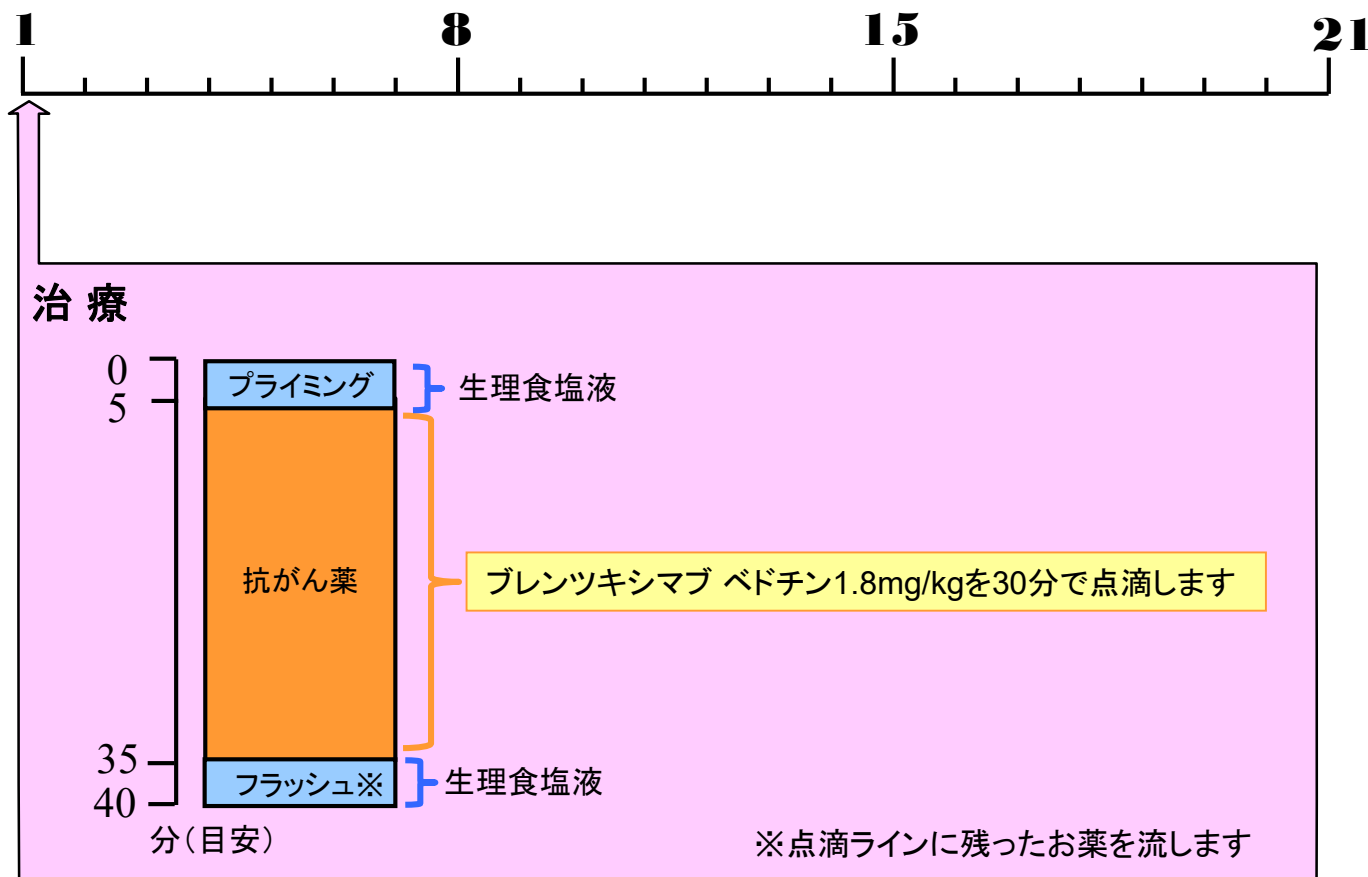 1 8 15 21
治 療
0
プライミング 生理食塩液
5
抗がん薬 ブレンツキシマブ ベドチン1.8mg/kgを30分で点滴します
35
フラッシュ※ 生理食塩液
40
分(目安) ※点滴ラインに残ったお薬を流します